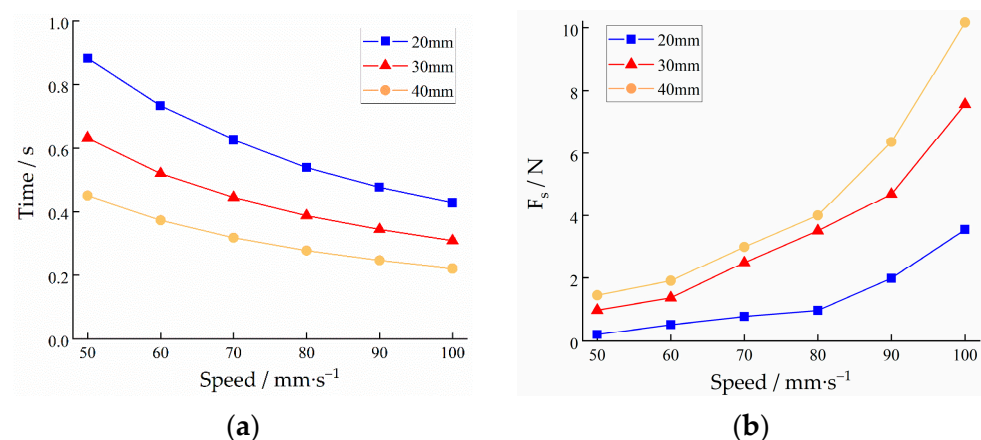 1.0
0.8
0.6
0.4
0.2
0.0
Time / s
20mm
30mm
40mm
50 60 70 80 90 100
Speed / mm·s⁻¹
(a)
10
8
6
4
2
0
Fₛ / N
20mm
30mm
40mm
50 60 70 80 90 100
Speed / mm·s⁻¹
(b)